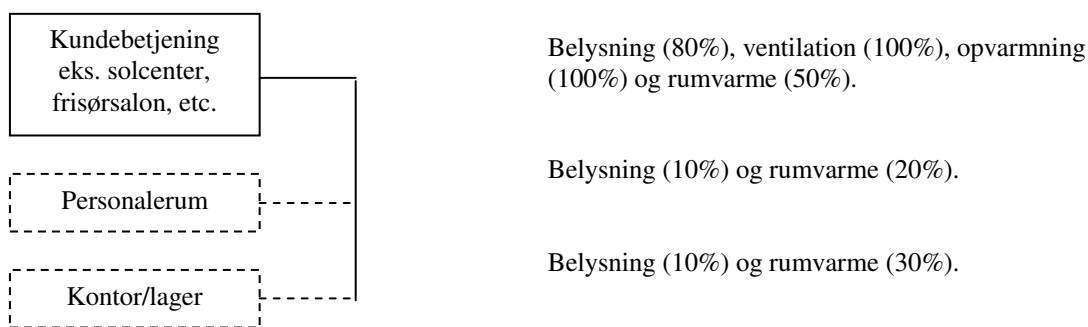 Kundebetjening
eks. solcenter,
frisørsalon, etc.
Belysning (80%), ventilation (100%), opvarmning
(100%) og rumvarme (50%).
Personalerum
Belysning (10%) og rumvarme (20%).
Kontor/lager
Belysning (10%) og rumvarme (30%).